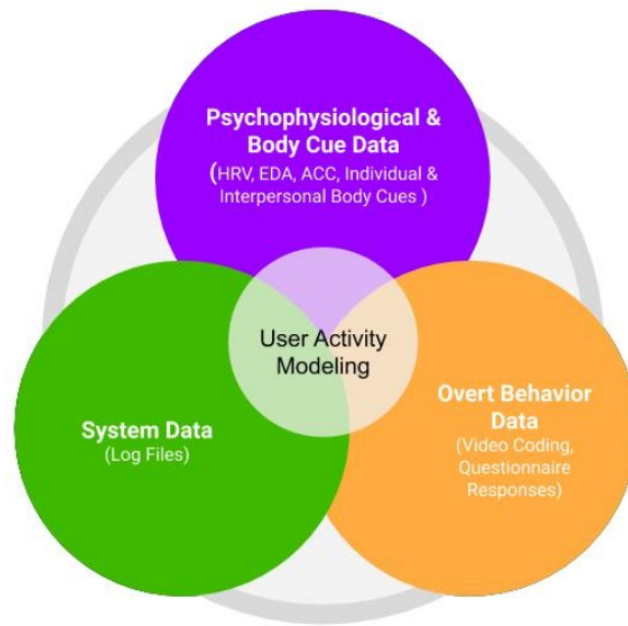 Psychophysiological &
Body Cue Data
(HRV, EDA, ACC, Individual &
Interpersonal Body Cues )
User Activity
Modeling
System Data
(Log Files)
Overt Behavior
Data
(Video Coding,
Questionnaire
Responses)